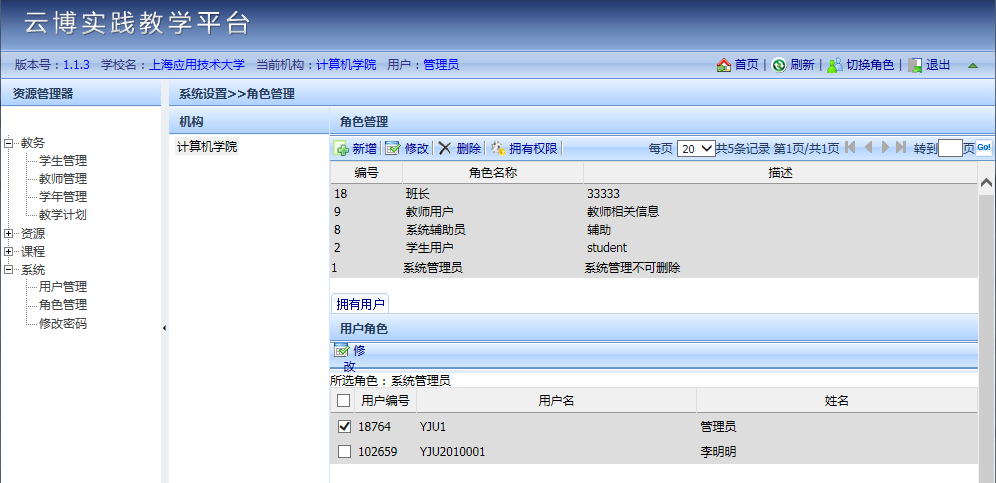 云博实践教学平台
版本号：1.1.3 学校名：上海应用技术大学 当前机构：计算机学院 用户：管理员 首页 | 刷新 | 切换角色 | 退出
资源管理器
教务
学生管理
教师管理
学年管理
教学计划
资源
课程
系统
用户管理
角色管理
修改密码
系统设置>>角色管理
机构
计算机学院
角色管理
新增 修改 删除 拥有权限 每页 20 共5条记录 第1页/共1页 转到 页 Go!
编号 角色名称 描述
18 班长 33333
9 教师用户 教师相关信息
8 系统辅助员 辅助
2 学生用户 student
1 系统管理员 系统管理不可删除
拥有用户
用户角色
修
改
所选角色：系统管理员
用户编号 用户名 姓名
18764 YJU1 管理员
102659 YJU2010001 李明明